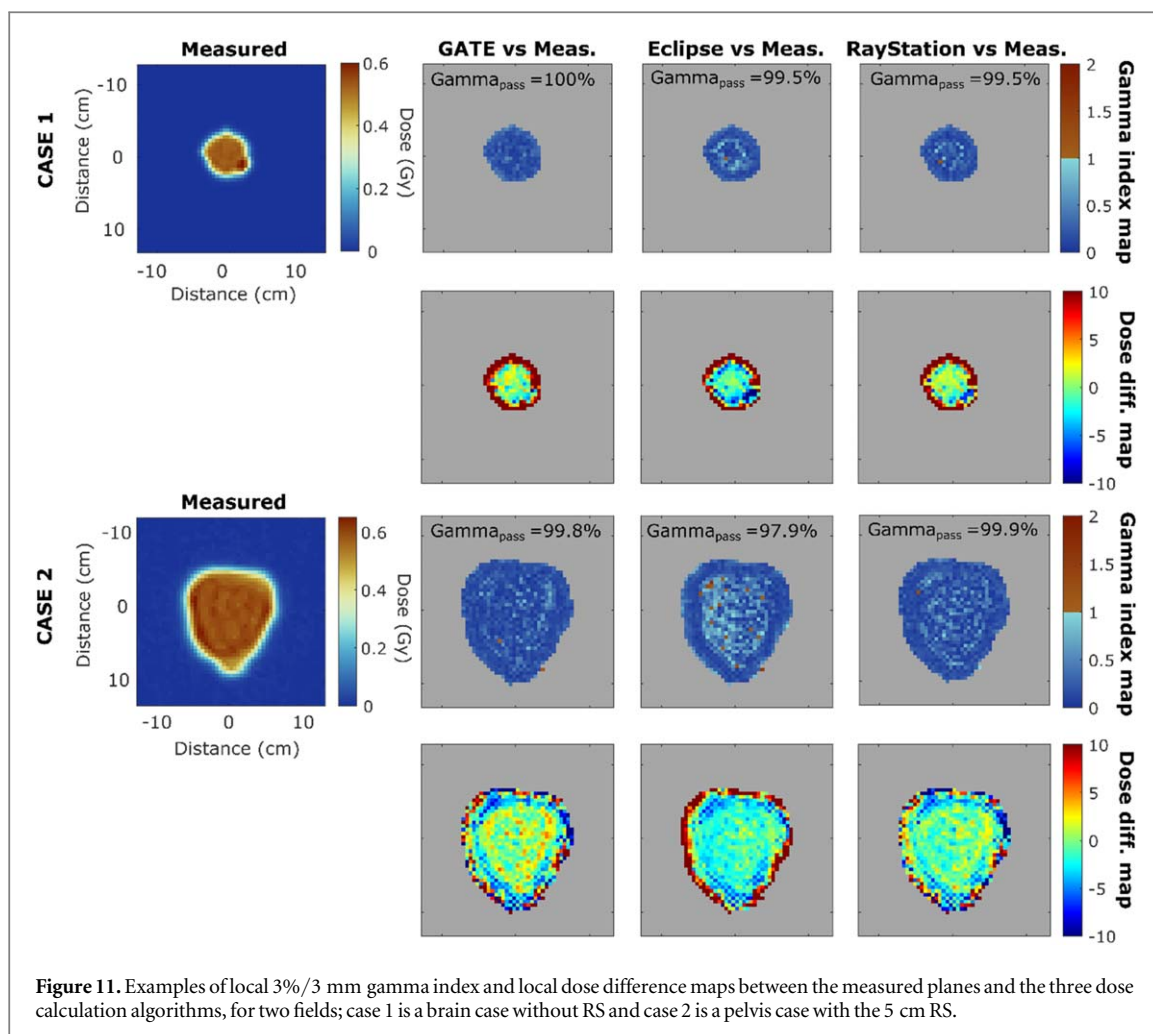 Measured
GATE vs Meas.
Eclipse vs Meas.
RayStation vs Meas.
CASE 1
Distance (cm)
-10
0
10
-10 0 10
Distance (cm)
0.6
0.4
0.2
0
Dose (Gy)
Gamma_pass =100%
Gamma_pass =99.5%
Gamma_pass =99.5%
2
1.5
1
0.5
0
Gamma index map
10
5
0
-5
-10
Dose diff. map
Measured
CASE 2
Distance (cm)
-10
0
10
-10 0 10
Distance (cm)
0.6
0.4
0.2
0
Dose (Gy)
Gamma_pass =99.8%
Gamma_pass =97.9%
Gamma_pass =99.9%
2
1.5
1
0.5
0
Gamma index map
10
5
0
-5
-10
Dose diff. map
Figure 11. Examples of local 3%/3 mm gamma index and local dose difference maps between the measured planes and the three dose
calculation algorithms, for two fields; case 1 is a brain case without RS and case 2 is a pelvis case with the 5 cm RS.